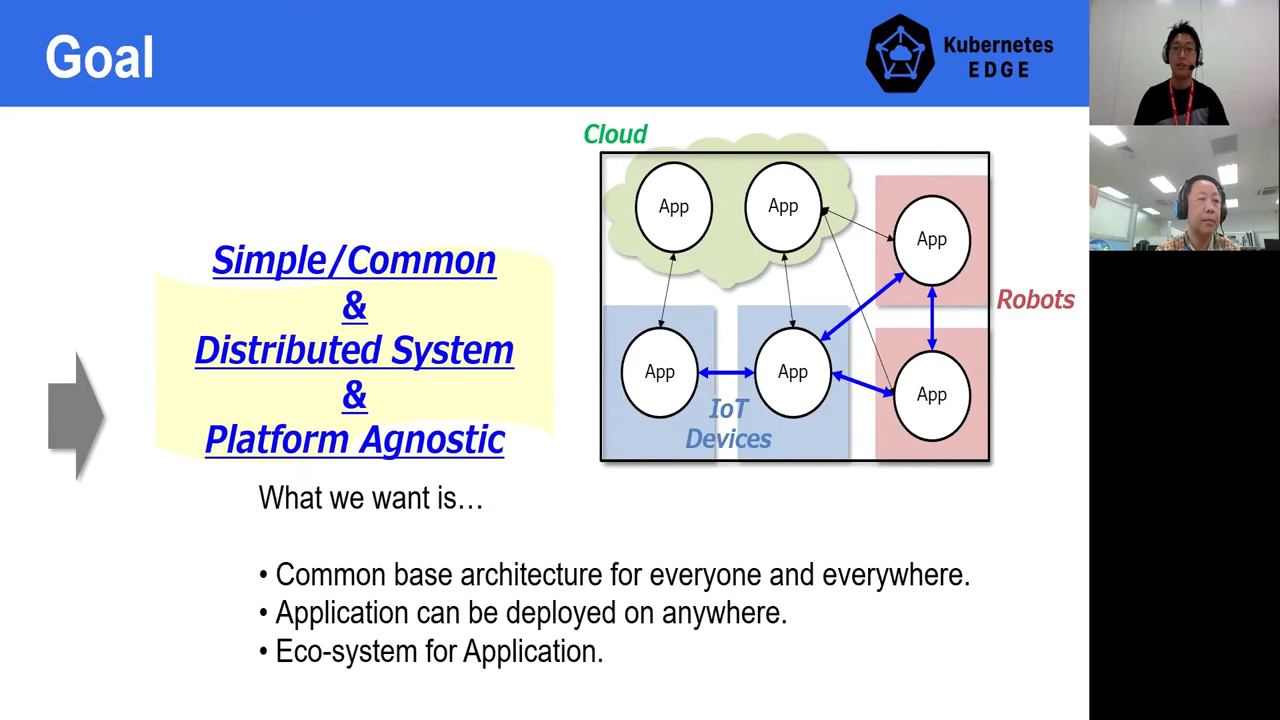 Goal
Kubernetes
EDGE
Cloud
App
App
App
Simple/Common
&
Distributed System
&
Platform Agnostic
Robots
App
App
App
IoT
Devices
What we want is…
• Common base architecture for everyone and everywhere.
• Application can be deployed on anywhere.
• Eco-system for Application.